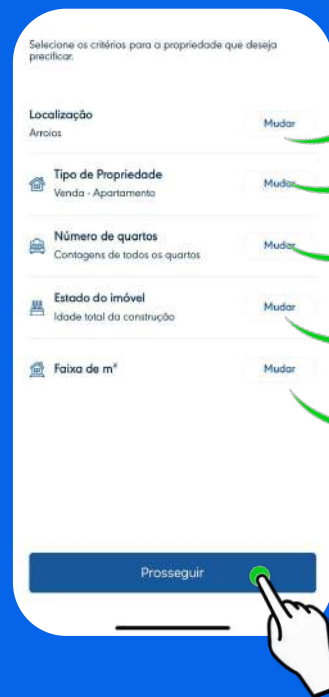 Selecione os critérios para a propriedade que deseja
precificar.
Localização
Arroios
Mudar
Tipo de Propriedade
Venda - Apartamento
Mudar
Número de quartos
Contagens de todos os quartos
Mudar
Estado do imóvel
Idade total da construção
Mudar
Faixa de m²
Mudar
Prosseguir